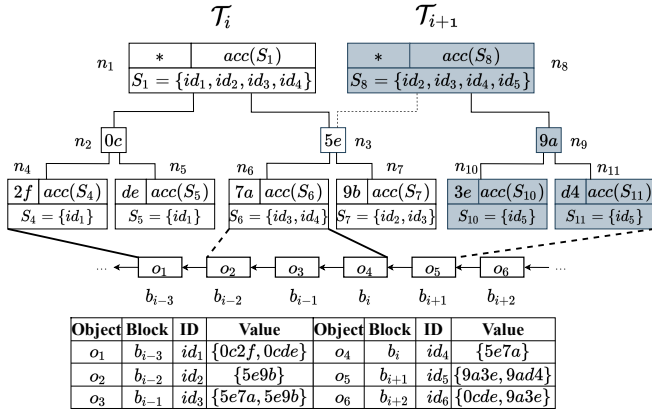 𝒯ᵢ 𝒯ᵢ₊₁
n₁ * acc(S₁) * acc(S₈) n₈
S₁ = {id₁, id₂, id₃, id₄} S₈ = {id₂, id₃, id₄, id₅}
n₂ 0c 5e n₃ 9a n₉
n₄ n₅ n₆ n₇ n₁₀ n₁₁
2f acc(S₄) de acc(S₅) 7a acc(S₆) 9b acc(S₇) 3e acc(S₁₀) d4 acc(S₁₁)
S₄ = {id₁} S₅ = {id₁} S₆ = {id₃, id₄} S₇ = {id₂, id₃} S₁₀ = {id₅} S₁₁ = {id₅}
... o₁ o₂ o₃ o₄ o₅ o₆ ...
bᵢ₋₃ bᵢ₋₂ bᵢ₋₁ bᵢ bᵢ₊₁ bᵢ₊₂
Object Block ID Value Object Block ID Value
o₁ bᵢ₋₃ id₁ {0c2f, 0cde} o₄ bᵢ id₄ {5e7a}
o₂ bᵢ₋₂ id₂ {5e9b} o₅ bᵢ₊₁ id₅ {9a3e, 9ad4}
o₃ bᵢ₋₁ id₃ {5e7a, 5e9b} o₆ bᵢ₊₂ id₆ {0cde, 9a3e}